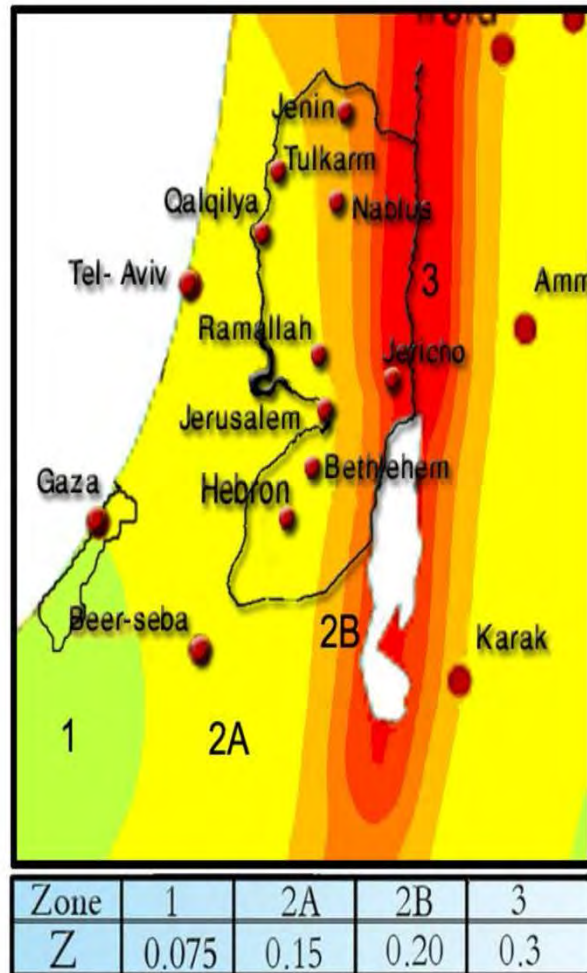 Jenin
Tulkarm
Qalqilya
Nablus
Tel- Aviv
3
Amm
Ramallah
Jericho
Jerusalem
Bethlehem
Gaza
Hebron
Beer-seba
2B
Karak
1
2A
Zone 1 2A 2B 3
Z 0.075 0.15 0.20 0.3